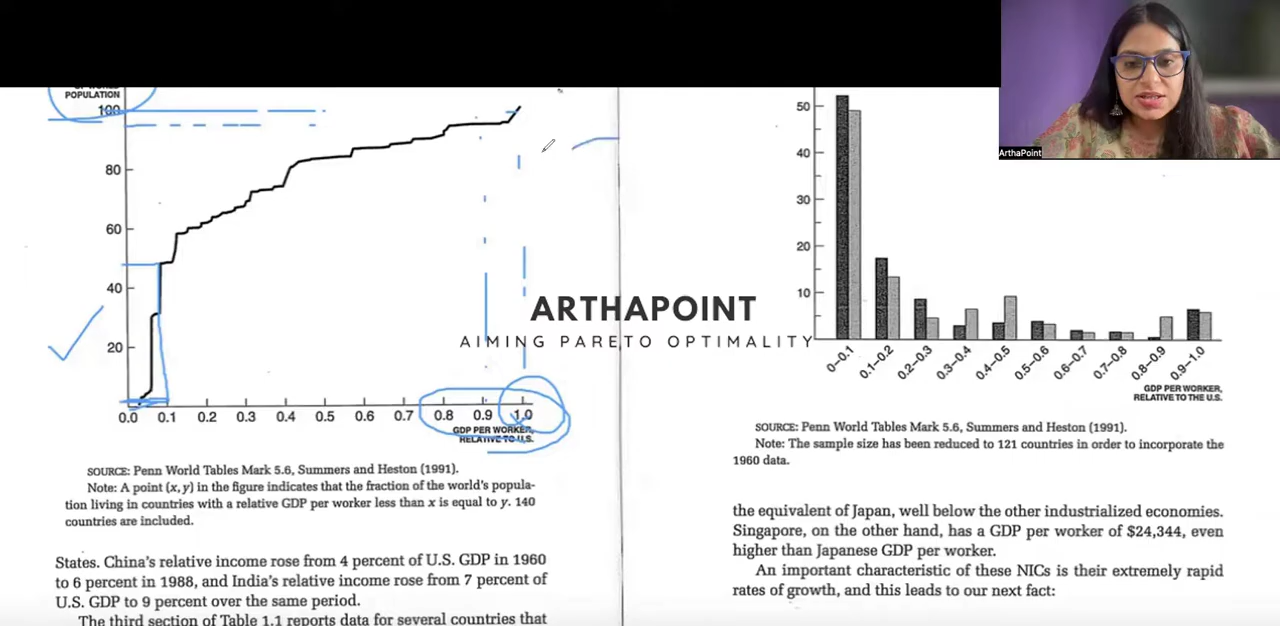 POPULATION
100
80
60
40
20
0.0 0.1 0.2 0.3 0.4 0.5 0.6 0.7 0.8 0.9 1.0
GDP PER WORKER,
RELATIVE TO U.S.
SOURCE: Penn World Tables Mark 5.6, Summers and Heston (1991).
Note: A point (x, y) in the figure indicates that the fraction of the world's popula-
tion living in countries with a relative GDP per worker less than x is equal to y. 140
countries are included.
States. China's relative income rose from 4 percent of U.S. GDP in 1960
to 6 percent in 1988, and India's relative income rose from 7 percent of
U.S. GDP to 9 percent over the same period.
The third section of Table 1.1 reports data for several countries that
ARTHAPOINT
AIMING PARETO OPTIMALITY
50
40
30
20
10
0–0.1 0.1–0.2 0.2–0.3 0.3–0.4 0.4–0.5 0.5–0.6 0.6–0.7 0.7–0.8 0.8–0.9 0.9–1.0
GDP PER WORKER,
RELATIVE TO THE U.S.
SOURCE: Penn World Tables Mark 5.6, Summers and Heston (1991).
Note: The sample size has been reduced to 121 countries in order to incorporate the
1960 data.
the equivalent of Japan, well below the other industrialized economies.
Singapore, on the other hand, has a GDP per worker of $24,344, even
higher than Japanese GDP per worker.
An important characteristic of these NICs is their extremely rapid
rates of growth, and this leads to our next fact:
ArthaPoint